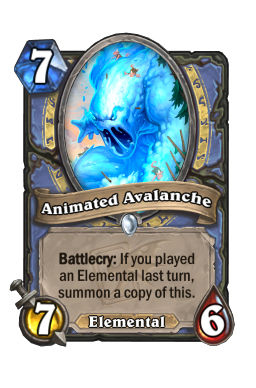 7
Animated Avalanche
Battlecry: If you played
an Elemental last turn,
summon a copy of this.
7 Elemental 6